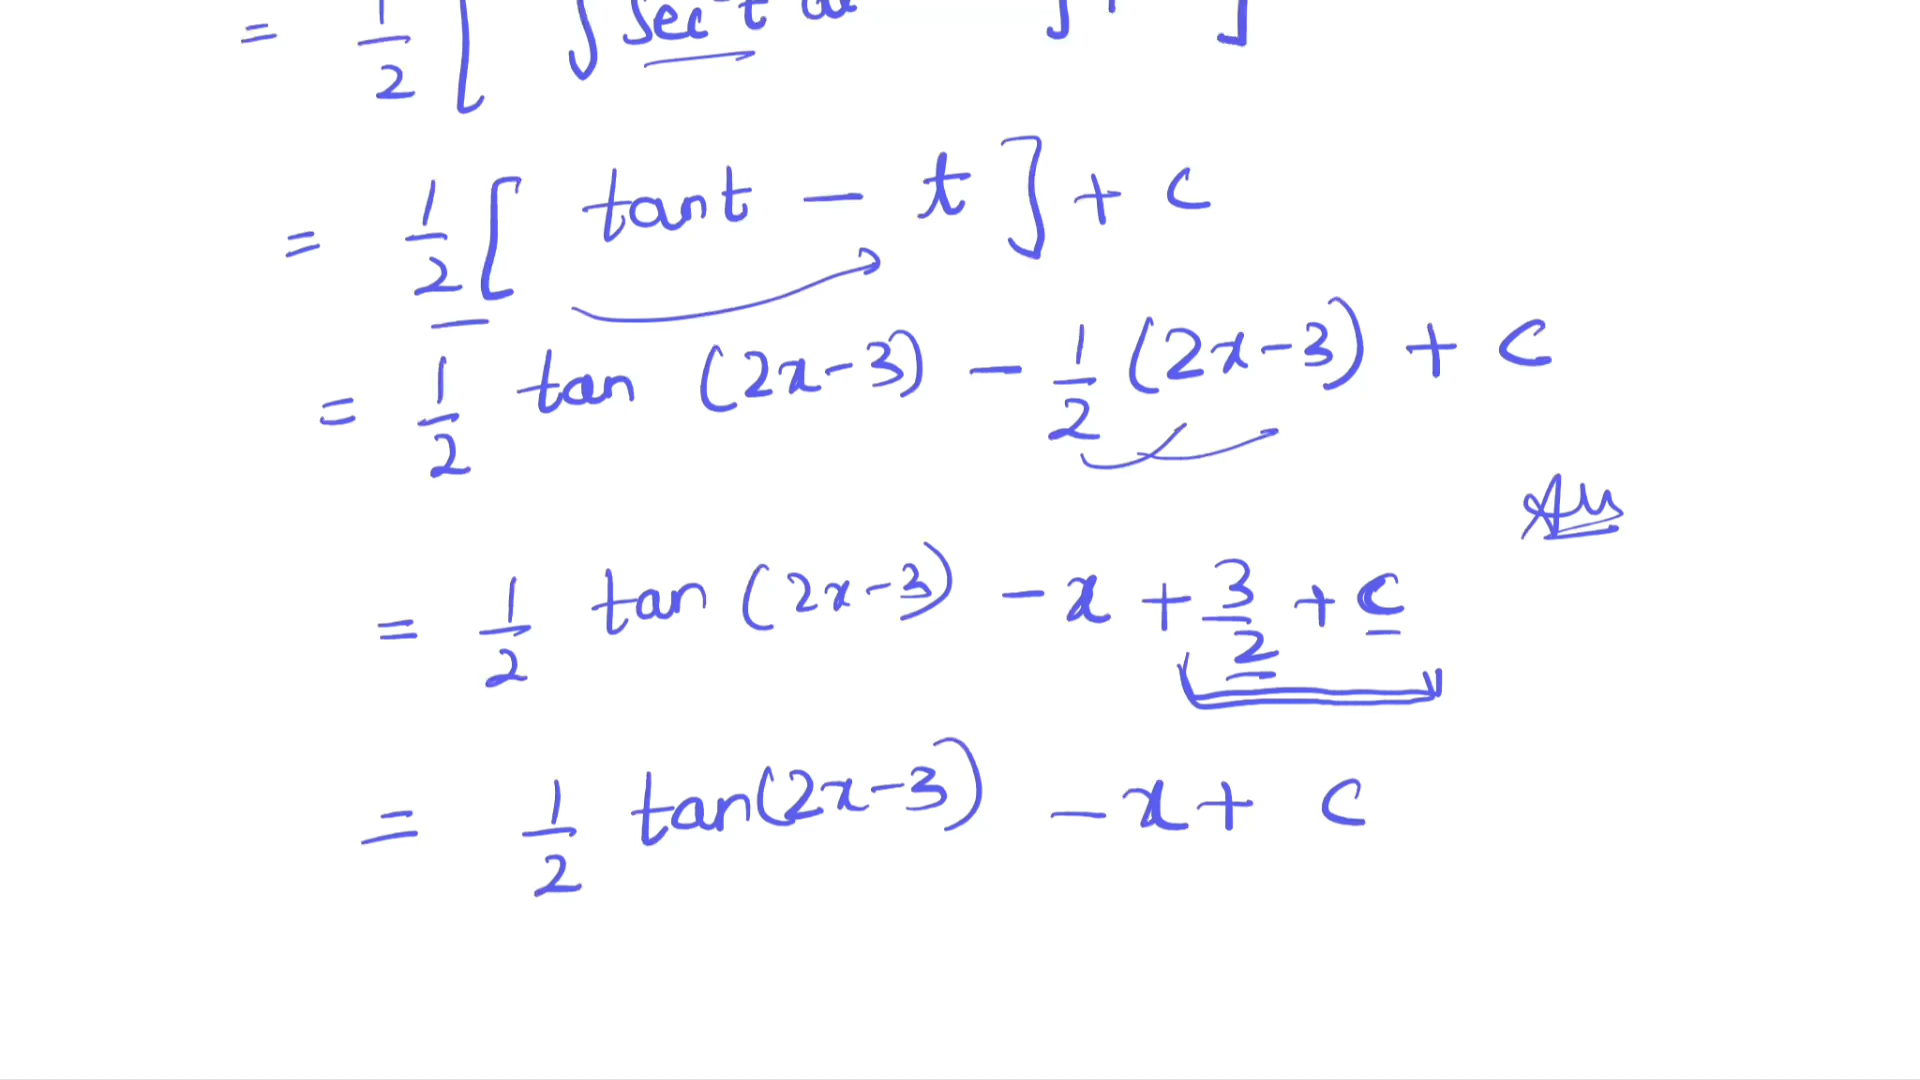 = 1/2 [ ∫ sec²t dt ∫ 1 ]
= 1/2 [ tant − t ] + c
= 1/2 tan (2x−3) − 1/2 (2x−3) + c
Ans
= 1/2 tan (2x−3) − x + 3/2 + c
= 1/2 tan(2x−3) − x + c